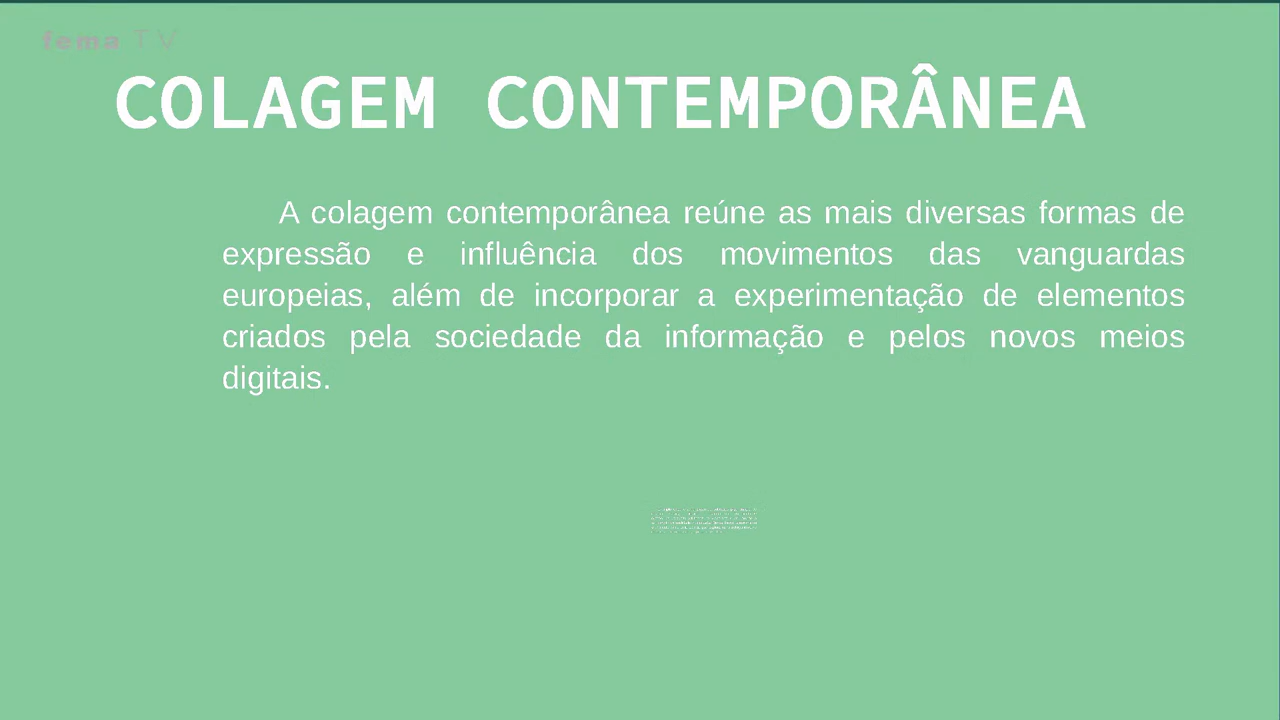 fema TV
COLAGEM CONTEMPORÂNEA
A colagem contemporânea reúne as mais diversas formas de
expressão e influência dos movimentos das vanguardas
europeias, além de incorporar a experimentação de elementos
criados pela sociedade da informação e pelos novos meios
digitais.